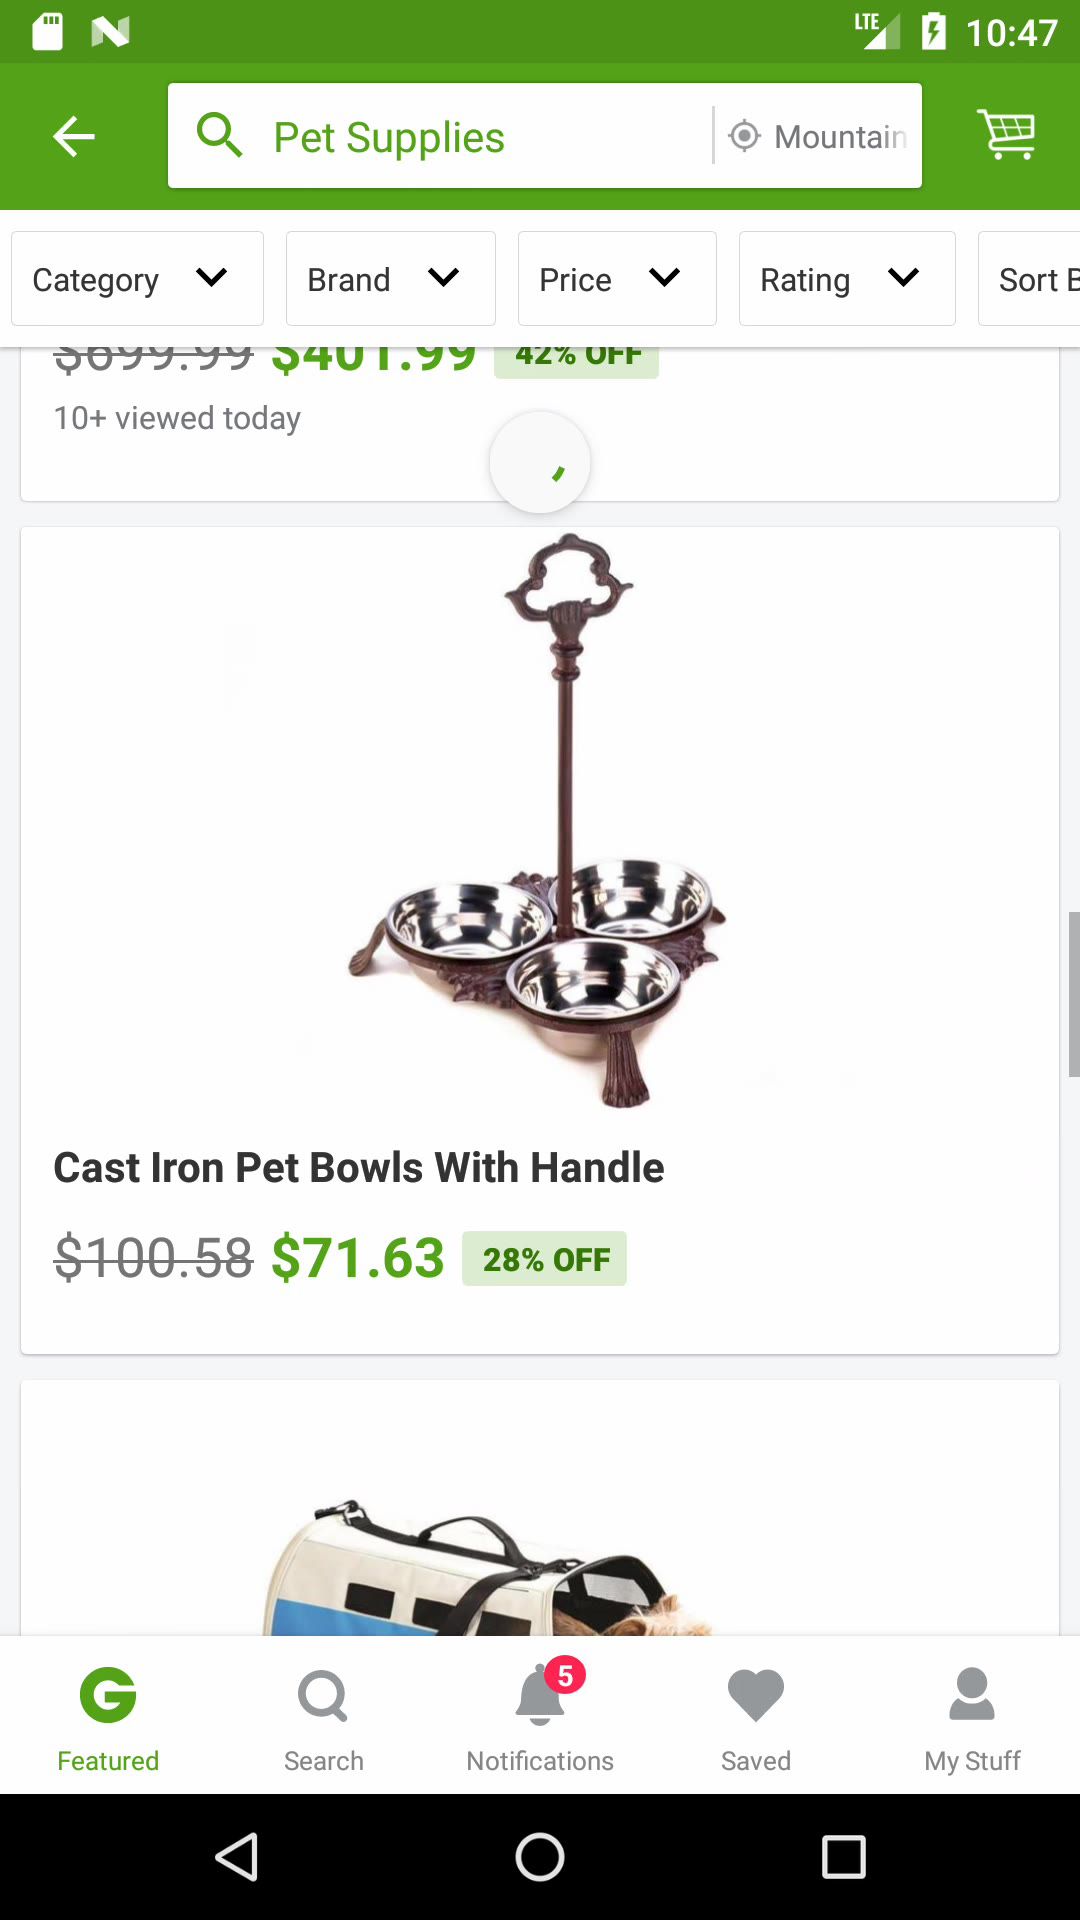 LTE 10:47
Pet Supplies Mountain
Category Brand Price Rating Sort B
$699.99 $401.99 42% OFF
10+ viewed today
Cast Iron Pet Bowls With Handle
$100.58 $71.63 28% OFF
5
Featured Search Notifications Saved My Stuff